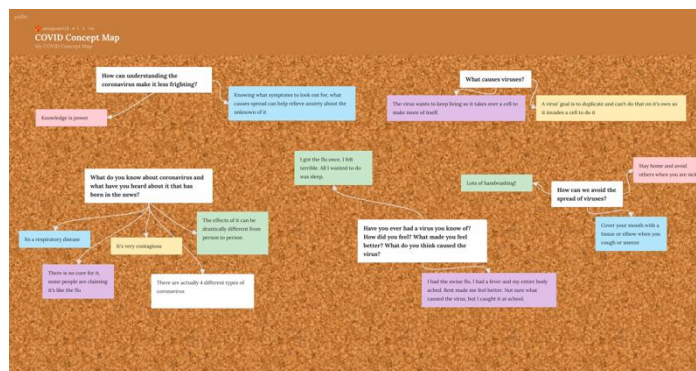 padlet
COVID Concept Map
My COVID Concept Map
How can understanding the
coronavirus make it less frighting?
Knowledge is power
Knowing what symptoms to look out for, what
causes spread can help relieve anxiety about the
unknown of it
What causes viruses?
The virus wants to keep living so it takes over a cell to
make more of itself.
A virus' goal is to duplicate and can't do that on it's own so
it invades a cell to do it
What do you know about coronavirus and
what have you heard about it that has
been in the news?
Its a respiratory disease
It's very contagious
The effects of it can be
drastically different from
person to person
There is no cure for it,
some people are claiming
it's like the flu
There are actually 4 different types of
coronavirus
I got the flu once. I felt
terrible. All I wanted to do
was sleep.
Have you ever had a virus you know of?
How did you feel? What made you feel
better? What do you think caused the
virus?
I had the swine flu. I had a fever and my entire body
ached. Rest made me feel better. Not sure what
caused the virus, but I caught it at school.
Lots of handwashing!
How can we avoid the
spread of viruses?
Stay home and avoid
others when you are sick
Cover your mouth with a
tissue or elbow when you
cough or sneeze